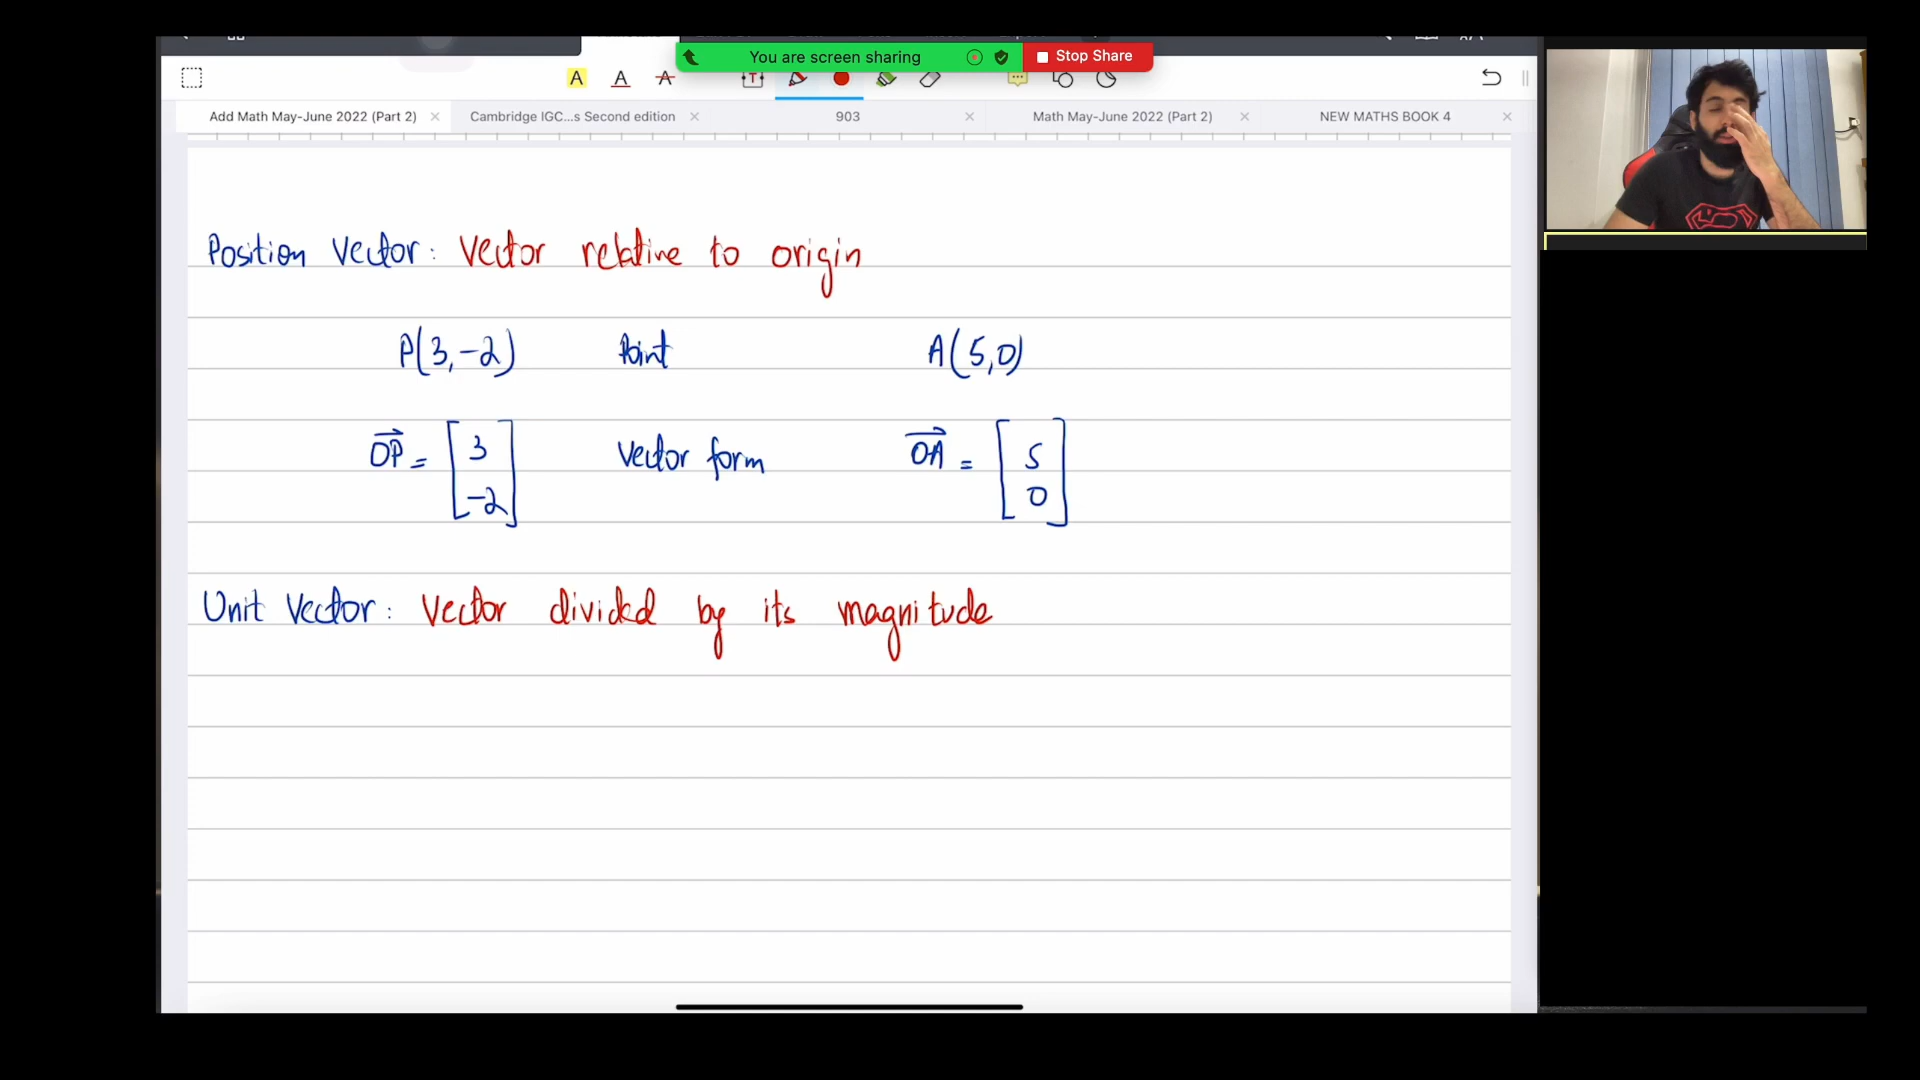 You are screen sharing Stop Share
A A A T
Add Math May-June 2022 (Part 2) Cambridge IGC...s Second edition 903 Math May-June 2022 (Part 2) NEW MATHS BOOK 4
Position Vector: Vector relative to origin
P(3,-2) Point A(5,0)
OP = [3 -2] Vector form OA = [5 0]
Unit Vector: Vector divided by its magnitude